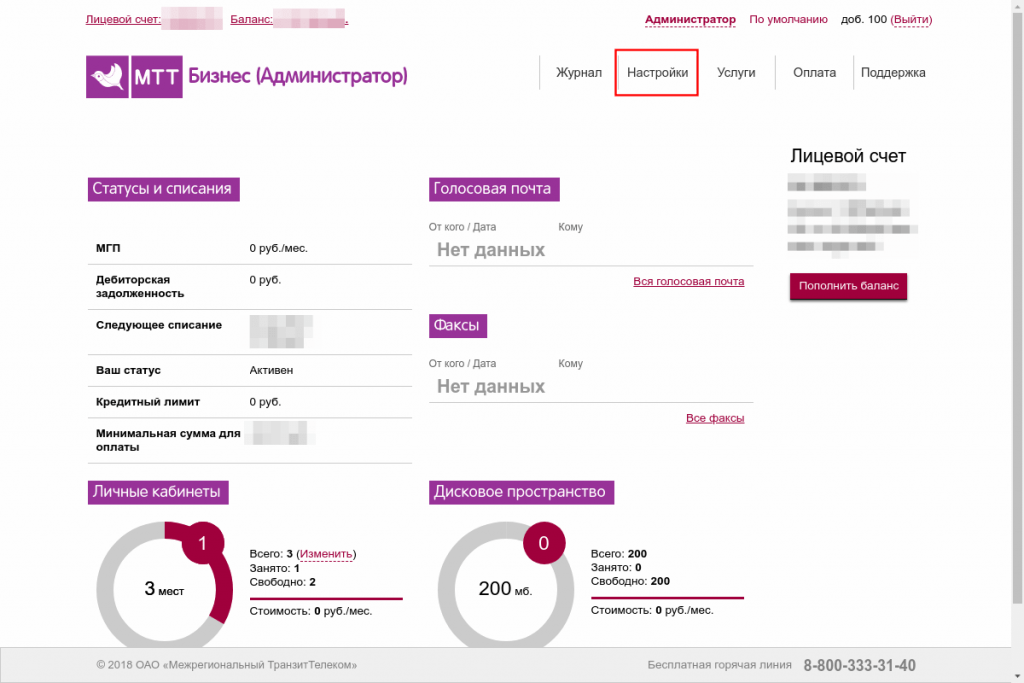 Лицевой счет: Баланс: . Администратор По умолчанию доб. 100 (Выйти)
МТТ Бизнес (Администратор) Журнал Настройки Услуги Оплата Поддержка
Лицевой счет
Пополнить баланс
Статусы и списания
МГП 0 руб./мес.
Дебиторская
задолженность 0 руб.
Следующее списание
Ваш статус Активен
Кредитный лимит 0 руб.
Минимальная сумма для
оплаты
Голосовая почта
От кого / Дата Кому
Нет данных
Вся голосовая почта
Факсы
От кого / Дата Кому
Нет данных
Все факсы
Личные кабинеты
1
3 мест
Всего: 3 (Изменить)
Занято: 1
Свободно: 2
Стоимость: 0 руб./мес.
Дисковое пространство
0
200 мб.
Всего: 200
Занято: 0
Свободно: 200
Стоимость: 0 руб./мес.
© 2018 ОАО «Межрегиональный ТранзитТелеком» Бесплатная горячая линия 8-800-333-31-40